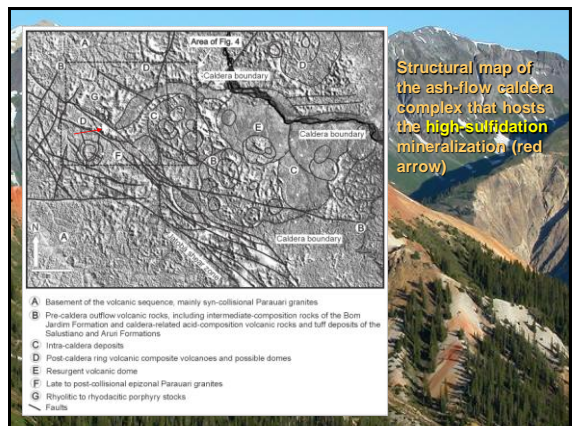 Area of Fig. 4
Caldera boundary
Caldera boundary
Caldera boundary
A
B
D
D
C
D
E
F
C
A
B
N
Structural map of
the ash-flow caldera
complex that hosts
the high-sulfidation
mineralization (red
arrow)
A Basement of the volcanic sequence, mainly syn-collisional Parauari granites
B Pre-caldera outflow volcanic rocks, including intermediate-composition rocks of the Bom
Jardim Formation and caldera-related acid-composition volcanic rocks and tuff deposits of the
Salustiano and Aruri Formations
C Intra-caldera deposits
D Post-caldera ring volcanic composite volcanoes and possible domes
E Resurgent volcanic dome
F Late to post-collisional epizonal Parauari granites
G Rhyolitic to rhyodacitic porphyry stocks
Faults